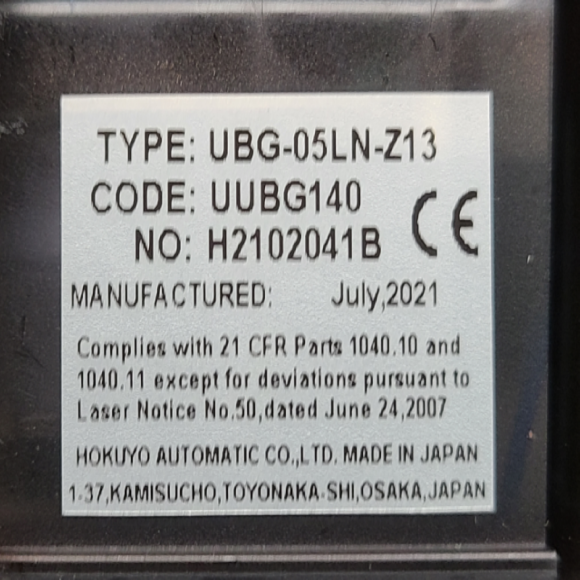 TYPE: UBG-05LN-Z13
CODE: UUBG140
NO: H2102041B
CE
MANUFACTURED: July,2021
Complies with 21 CFR Parts 1040.10 and
1040.11 except for deviations pursuant to
Laser Notice No.50,dated June 24,2007
HOKUYO AUTOMATIC CO.,LTD. MADE IN JAPAN
1-37,KAMISUCHO,TOYONAKA-SHI,OSAKA,JAPAN